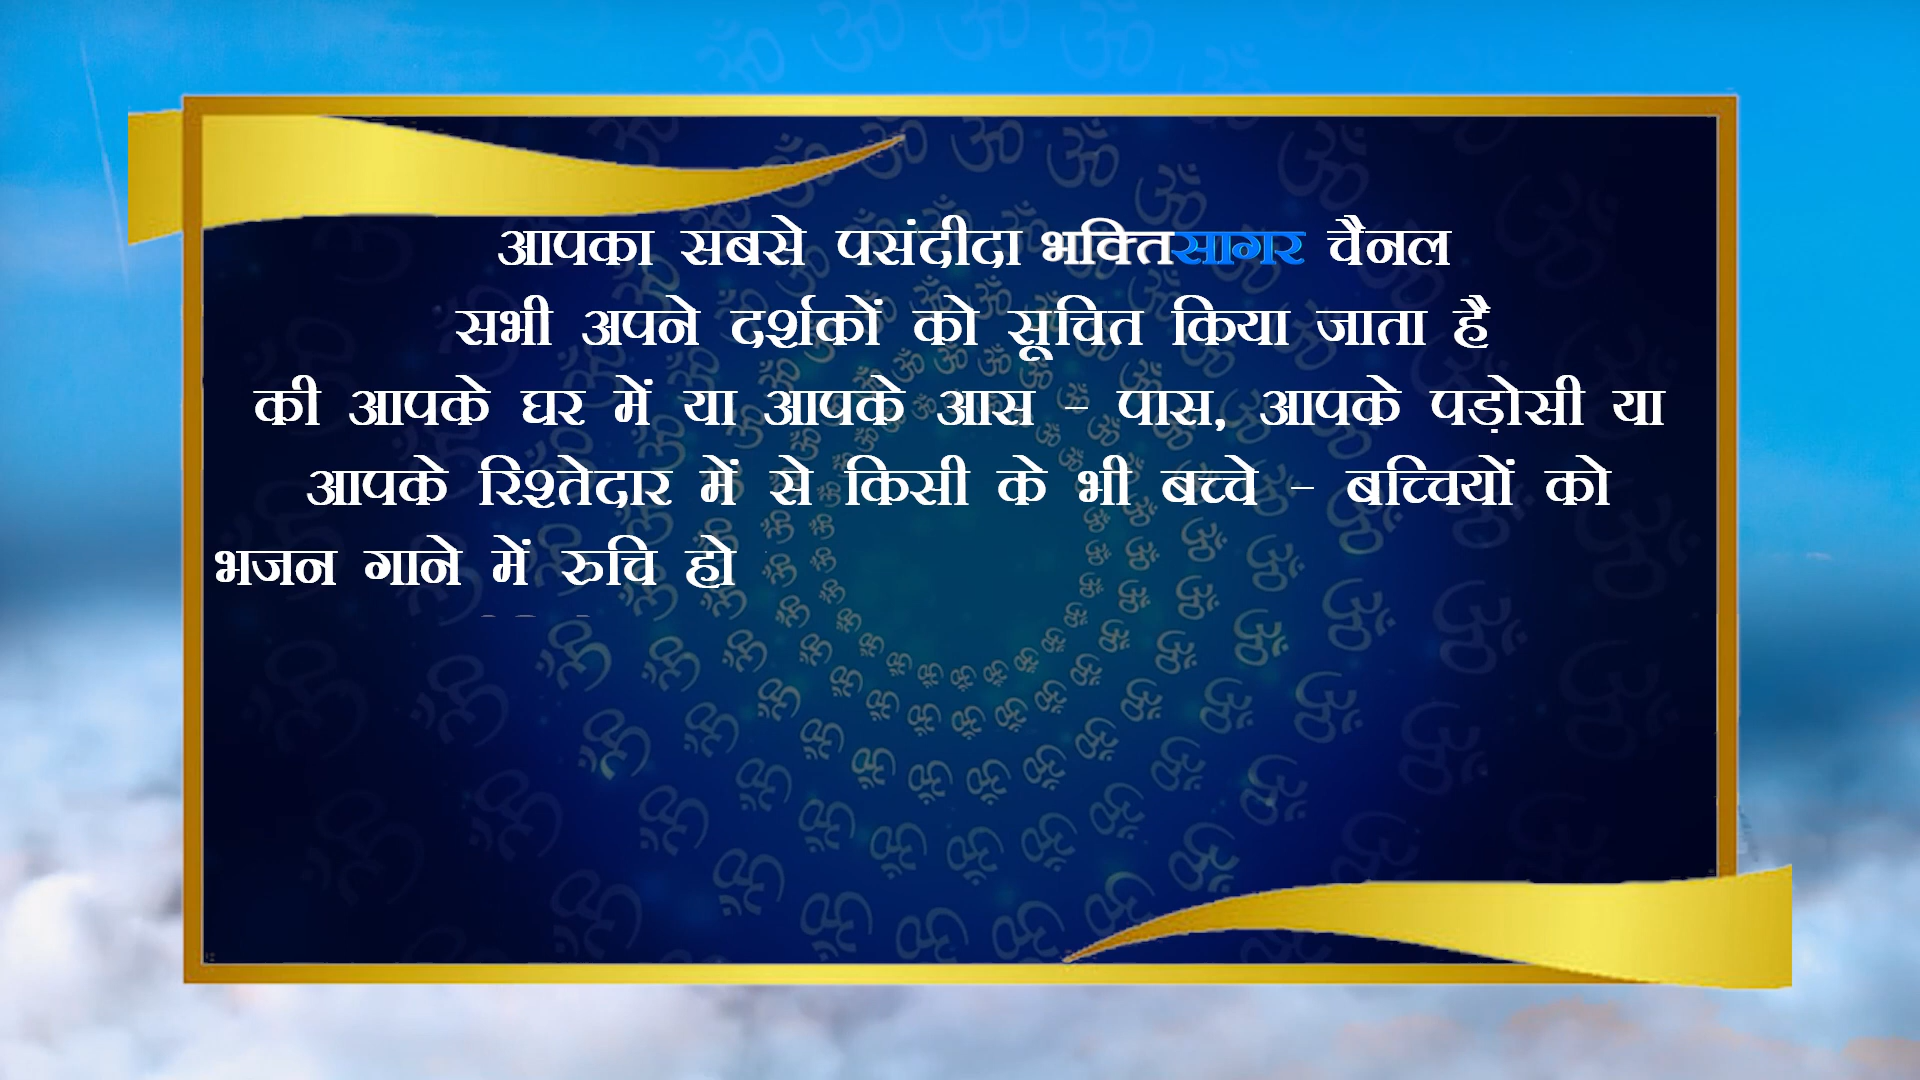 आपका सबसे पसंदीदा भक्तिसागर चैनल
सभी अपने दर्शकों को सूचित किया जाता है
की आपके घर में या आपके आस - पास, आपके पड़ोसी या
आपके रिश्तेदार में से किसी के भी बच्चे - बच्चियों को
भजन गाने में रुचि हो